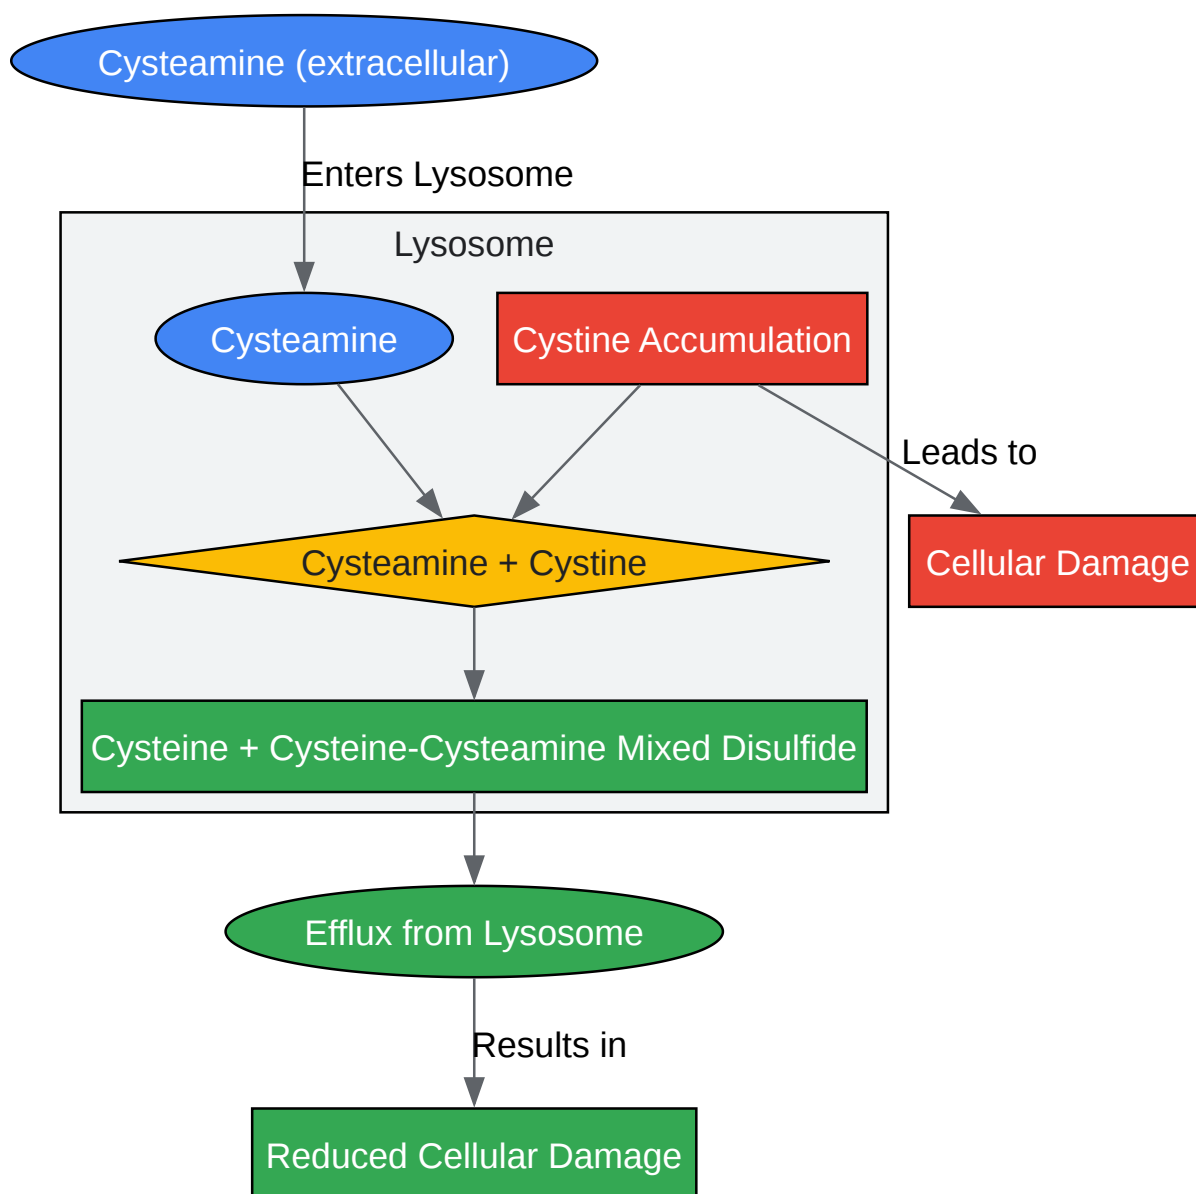 Cysteamine (extracellular)
Enters Lysosome
Lysosome
Cysteamine
Cystine Accumulation
Leads to
Cysteamine + Cystine
Cellular Damage
Cysteine + Cysteine-Cysteamine Mixed Disulfide
Efflux from Lysosome
Results in
Reduced Cellular Damage